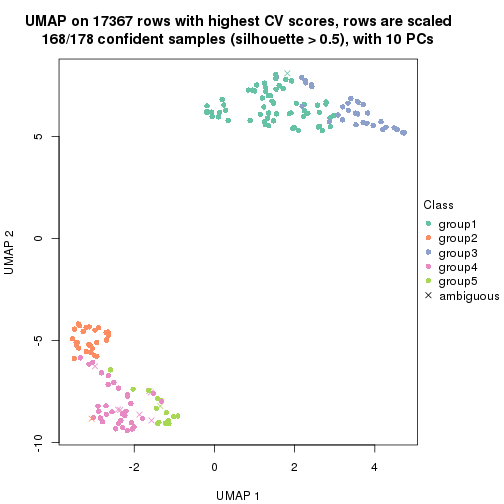 UMAP on 17367 rows with highest CV scores, rows are scaled
168/178 confident samples (silhouette > 0.5), with 10 PCs
5
0
-5
-10
UMAP 2
-2
0
2
4
UMAP 1
Class
group1
group2
group3
group4
group5
ambiguous